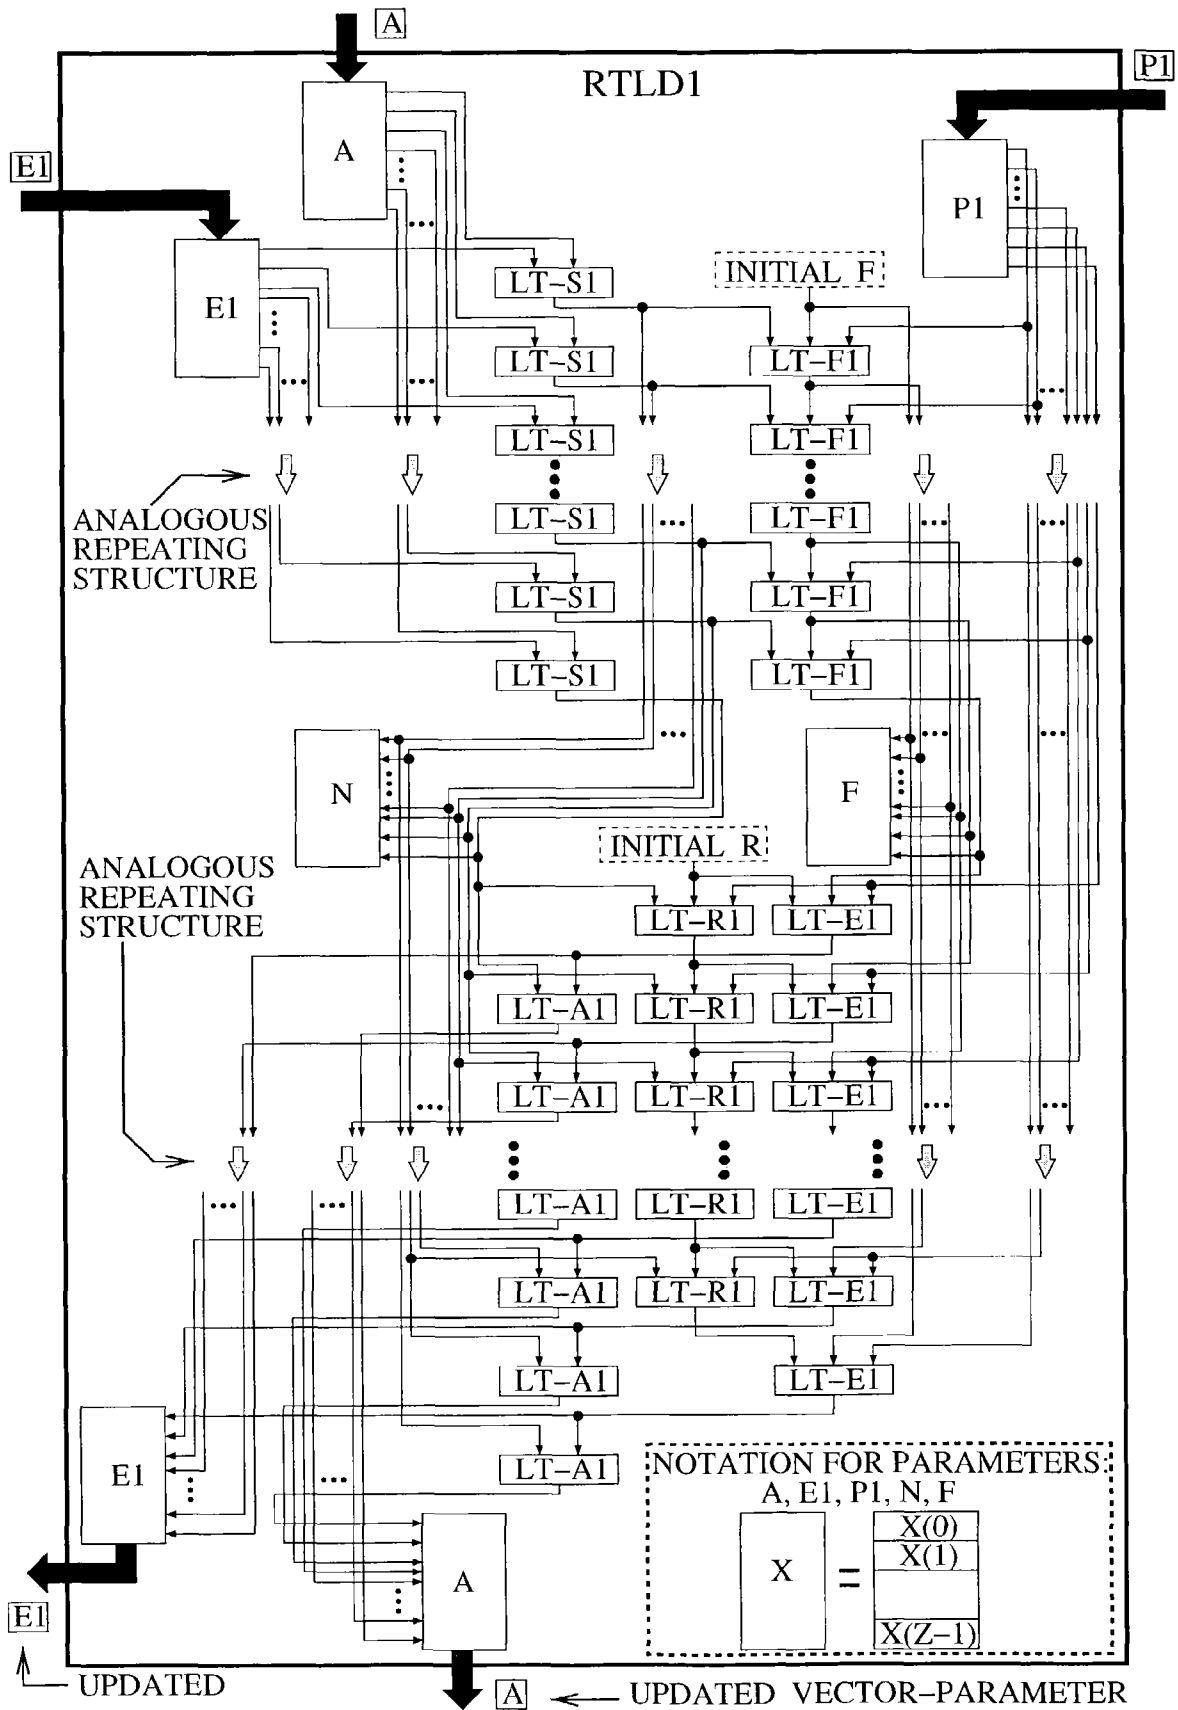 A
RTLD1
P1
A
E1
P1
E1
LT–S1
INITIAL F
LT–S1
LT–F1
LT–S1
LT–F1
ANALOGOUS
REPEATING
STRUCTURE
LT–S1
LT–F1
LT–S1
LT–F1
LT–S1
LT–F1
N
F
INITIAL R
ANALOGOUS
REPEATING
STRUCTURE
LT–R1
LT–E1
LT–A1
LT–R1
LT–E1
LT–A1
LT–R1
LT–E1
LT–A1
LT–R1
LT–E1
LT–A1
LT–R1
LT–E1
LT–A1
LT–E1
E1
LT–A1
NOTATION FOR PARAMETERS:
A, E1, P1, N, F
X
=
X(0)
X(1)
X(Z–1)
A
E1
UPDATED
A
UPDATED VECTOR–PARAMETER